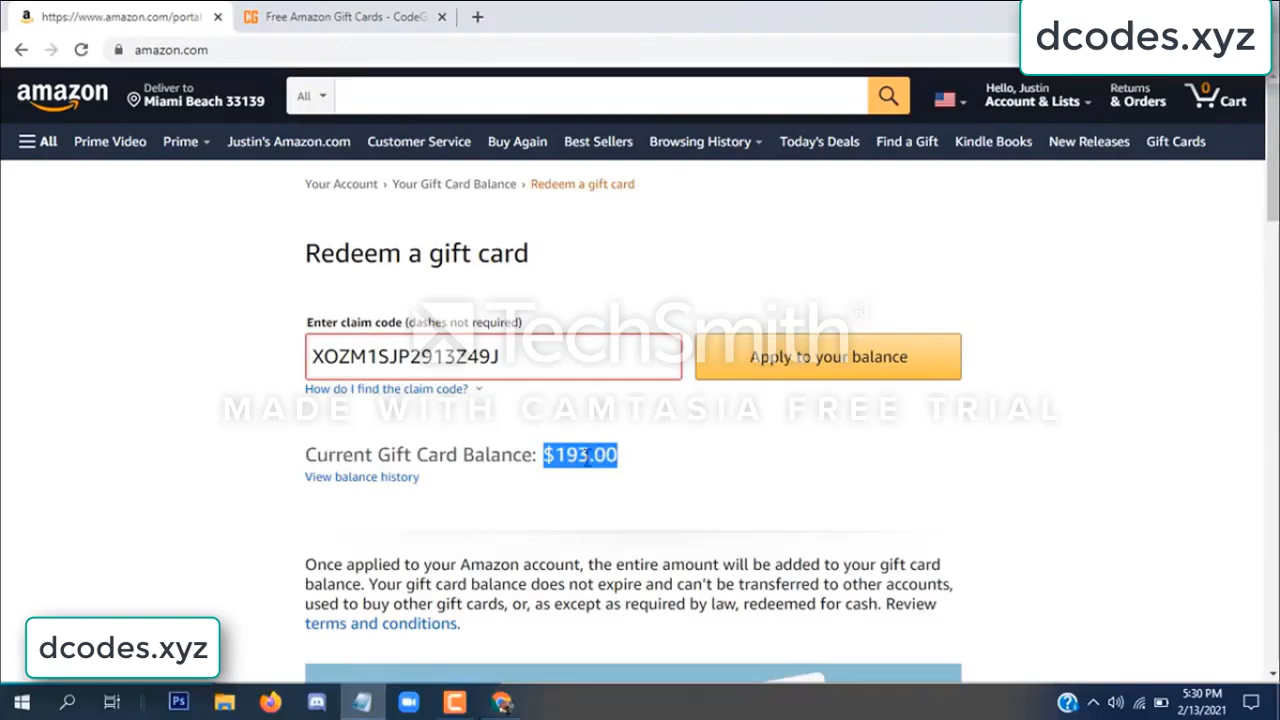 https://www.amazon.com/portal
Free Amazon Gift Cards - CodeG
dcodes.xyz
amazon.com
amazon
Deliver to
Miami Beach 33139
All
Hello, Justin
Account & Lists
Returns
& Orders
0
Cart
All
Prime Video
Prime
Justin's Amazon.com
Customer Service
Buy Again
Best Sellers
Browsing History
Today's Deals
Find a Gift
Kindle Books
New Releases
Gift Cards
Your Account › Your Gift Card Balance › Redeem a gift card
Redeem a gift card
Enter claim code (dashes not required)
TechSmith®
XOZM1SJP2913Z49J
Apply to your balance
How do I find the claim code?
MADE WITH CAMTASIA FREE TRIAL
Current Gift Card Balance: $193.00
View balance history
Once applied to your Amazon account, the entire amount will be added to your gift card
balance. Your gift card balance does not expire and can't be transferred to other accounts,
used to buy other gift cards, or, as except as required by law, redeemed for cash. Review
terms and conditions.
dcodes.xyz
Ps
5:30 PM
2/13/2021